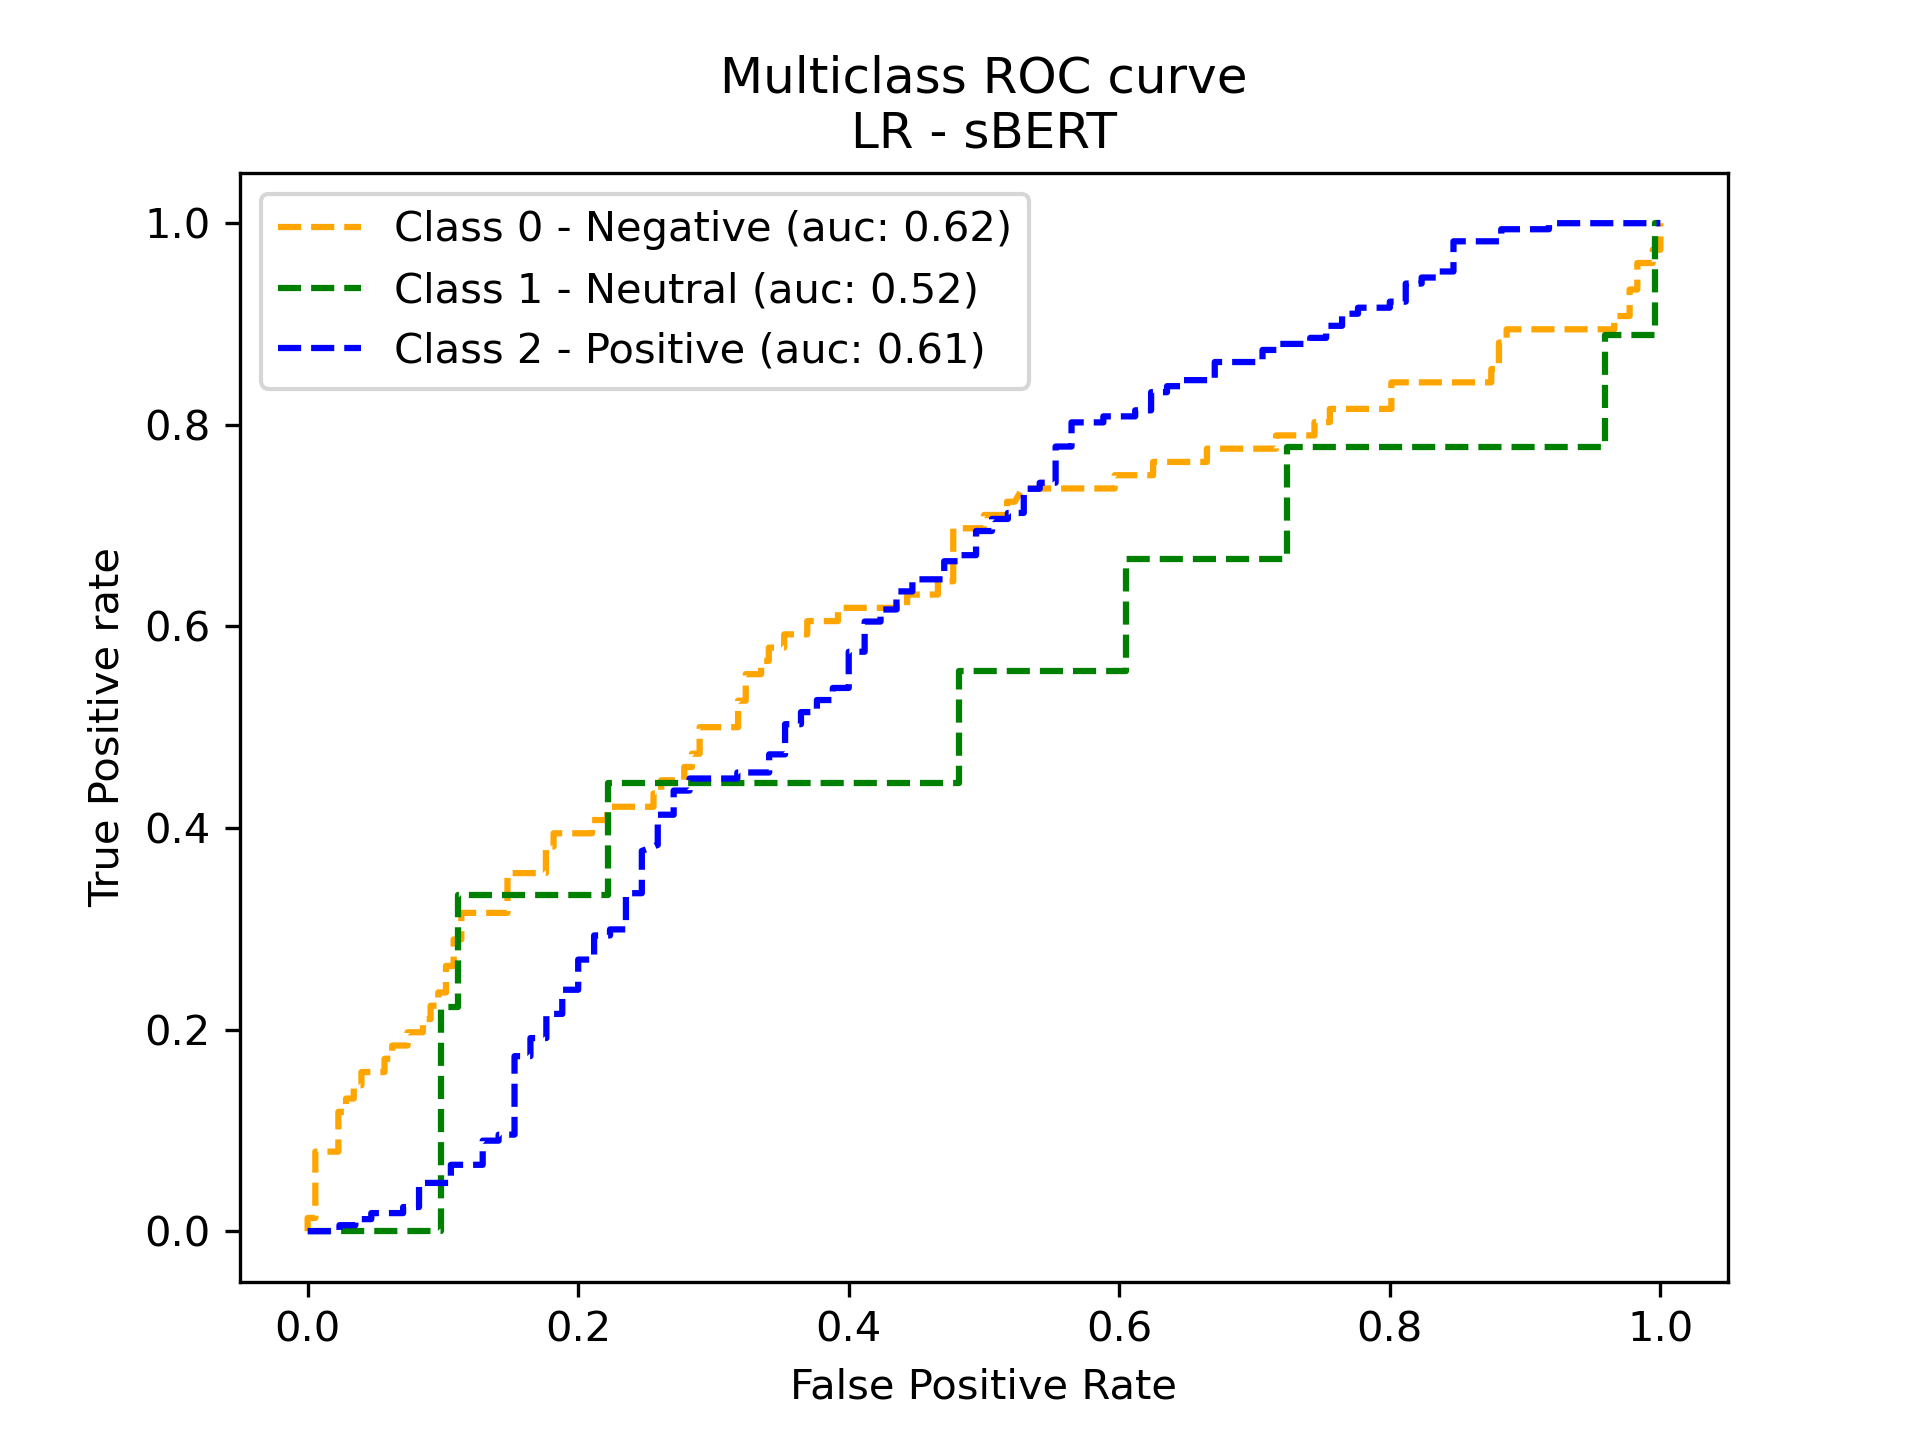 Multiclass ROC curve
LR - sBERT
Class 0 - Negative (auc: 0.62)
Class 1 - Neutral (auc: 0.52)
Class 2 - Positive (auc: 0.61)
True Positive rate
1.0
0.8
0.6
0.4
0.2
0.0
0.0 0.2 0.4 0.6 0.8 1.0
False Positive Rate